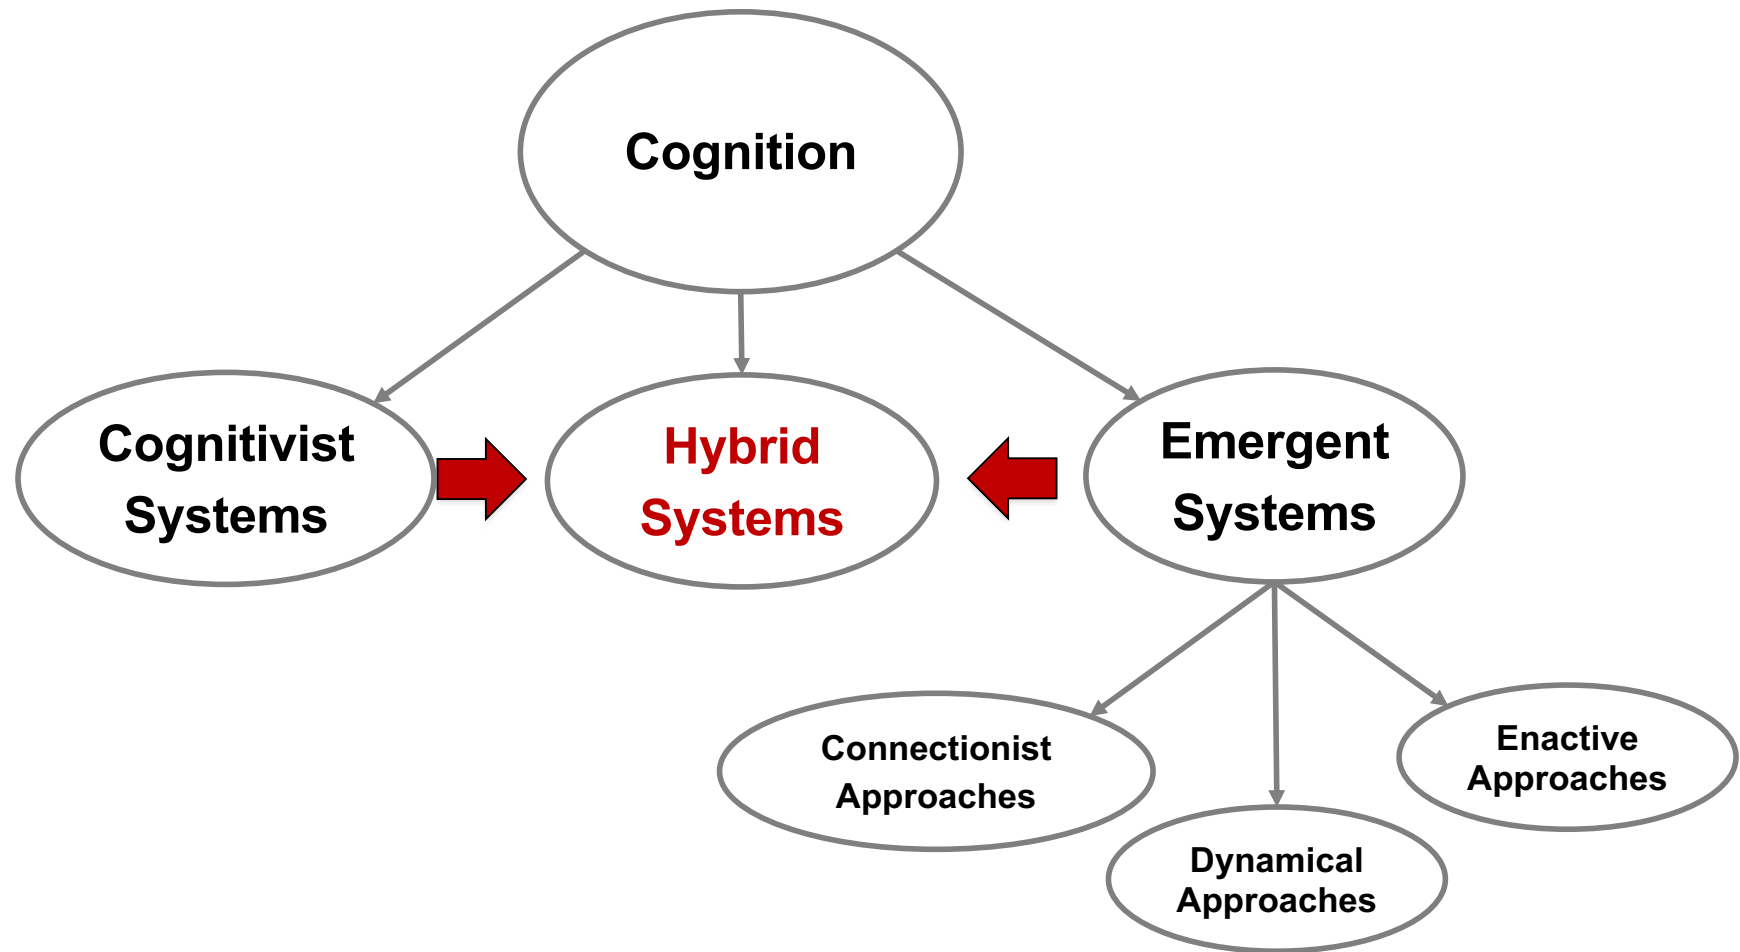 Cognition
Cognitivist
Systems
Hybrid
Systems
Emergent
Systems
Connectionist
Approaches
Dynamical
Approaches
Enactive
Approaches